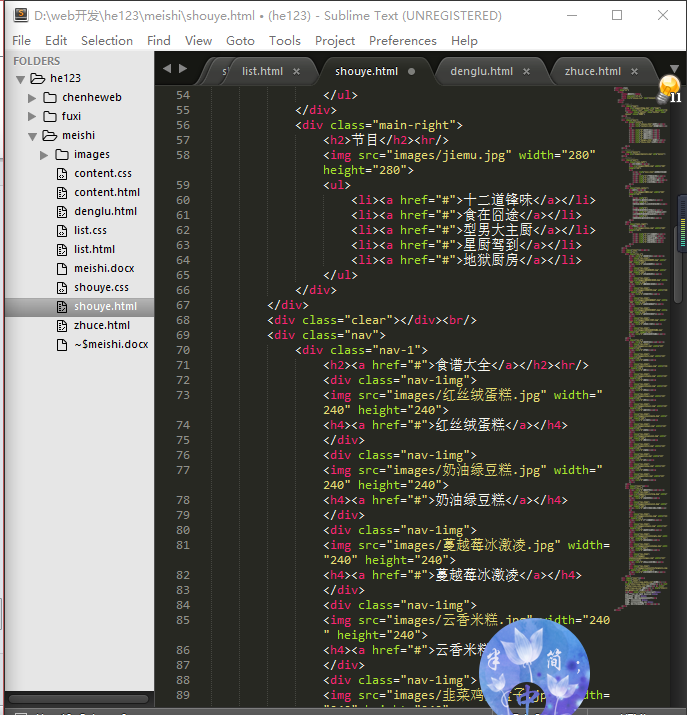 D:\web开发\he123\meishi\shouye.html • (he123) - Sublime Text (UNREGISTERED)
File Edit Selection Find View Goto Tools Project Preferences Help
FOLDERS
he123
chenheweb
fuxi
meishi
images
content.css
content.html
denglu.html
list.css
list.html
meishi.docx
shouye.css
shouye.html
zhuce.html
~$meishi.docx
list.html × shouye.html denglu.html × zhuce.html ×
54 </ul>
55 </div>
56 <div class="main-right">
57 <h2>节目</h2><hr/>
58 <img src="images/jiemu.jpg" width="280"
height="280">
59 <ul>
60 <li><a href="#">十二道锋味</a></li>
61 <li><a href="#">食在囧途</a></li>
62 <li><a href="#">型男大主厨</a></li>
63 <li><a href="#">星厨驾到</a></li>
64 <li><a href="#">地狱厨房</a></li>
65 </ul>
66 </div>
67 </div>
68 <div class="clear"></div><br/>
69 <div class="nav">
70 <div class="nav-1">
71 <h2><a href="#">食谱大全</a></h2><hr/>
72 <div class="nav-1img">
73 <img src="images/红丝绒蛋糕.jpg" width="
240" height="240">
74 <h4><a href="#">红丝绒蛋糕</a></h4>
75 </div>
76 <div class="nav-1img">
77 <img src="images/奶油绿豆糕.jpg" width="
240" height="240">
78 <h4><a href="#">奶油绿豆糕</a></h4>
79 </div>
80 <div class="nav-1img">
81 <img src="images/蔓越莓冰激凌.jpg" width=
"240" height="240">
82 <h4><a href="#">蔓越莓冰激凌</a></h4>
83 </div>
84 <div class="nav-1img">
85 <img src="images/云香米糕.jpg" width="240
" height="240">
86 <h4><a href="#">云香米
87 </div>
88 <div class="nav-1img">
89 <img src="images/韭菜鸡
半 简 :
中
11